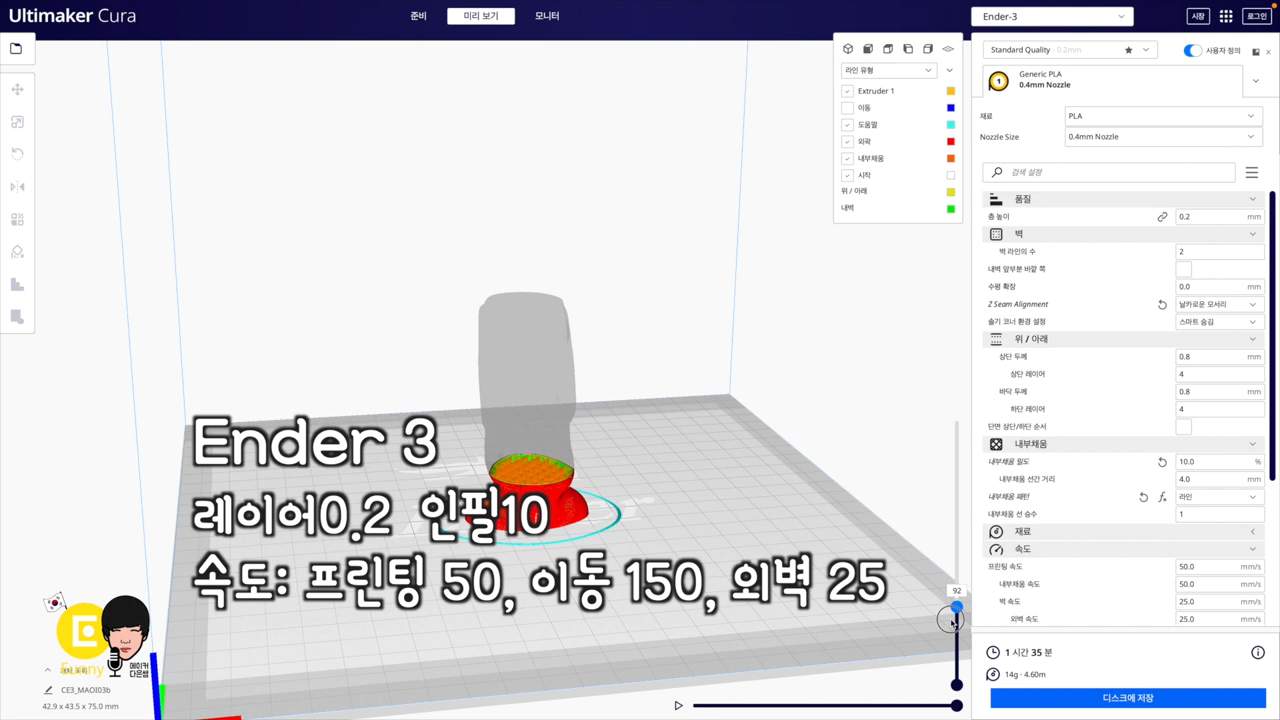 Ultimaker Cura
준비
미리 보기
모니터
Ender-3
시장
로그인
Standard Quality - 0.2mm
사용자 정의
1
Generic PLA
0.4mm Nozzle
재료
PLA
Nozzle Size
0.4mm Nozzle
검색 설정
라인 유형
Extruder 1
이동
도움말
외곽
내부채움
시작
위 / 아래
내벽
품질
층 높이
0.2 mm
벽
벽 라인의 수
2
내벽 앞부분 바깥 쪽
수평 확장
0.0 mm
Z Seam Alignment
날카로운 모서리
솔기 코너 환경 설정
스마트 숨김
위 / 아래
상단 두께
0.8 mm
상단 레이어
4
바닥 두께
0.8 mm
하단 레이어
4
단면 상단/하단 순서
내부채움
내부채움 밀도
10.0 %
내부채움 선간 거리
4.0 mm
내부채움 패턴
라인
내부채움 선 승수
1
재료
속도
프린팅 속도
50.0 mm/s
내부채움 속도
50.0 mm/s
벽 속도
25.0 mm/s
외벽 속도
25.0 mm/s
Ender 3
레이어0.2 인필10
속도: 프린팅 50, 이동 150, 외벽 25
92
Sunny
메이커
다은쌤
CE3_MAOI03b
42.9 x 43.5 x 75.0 mm
1 시간 35 분
14g · 4.60m
디스크에 저장